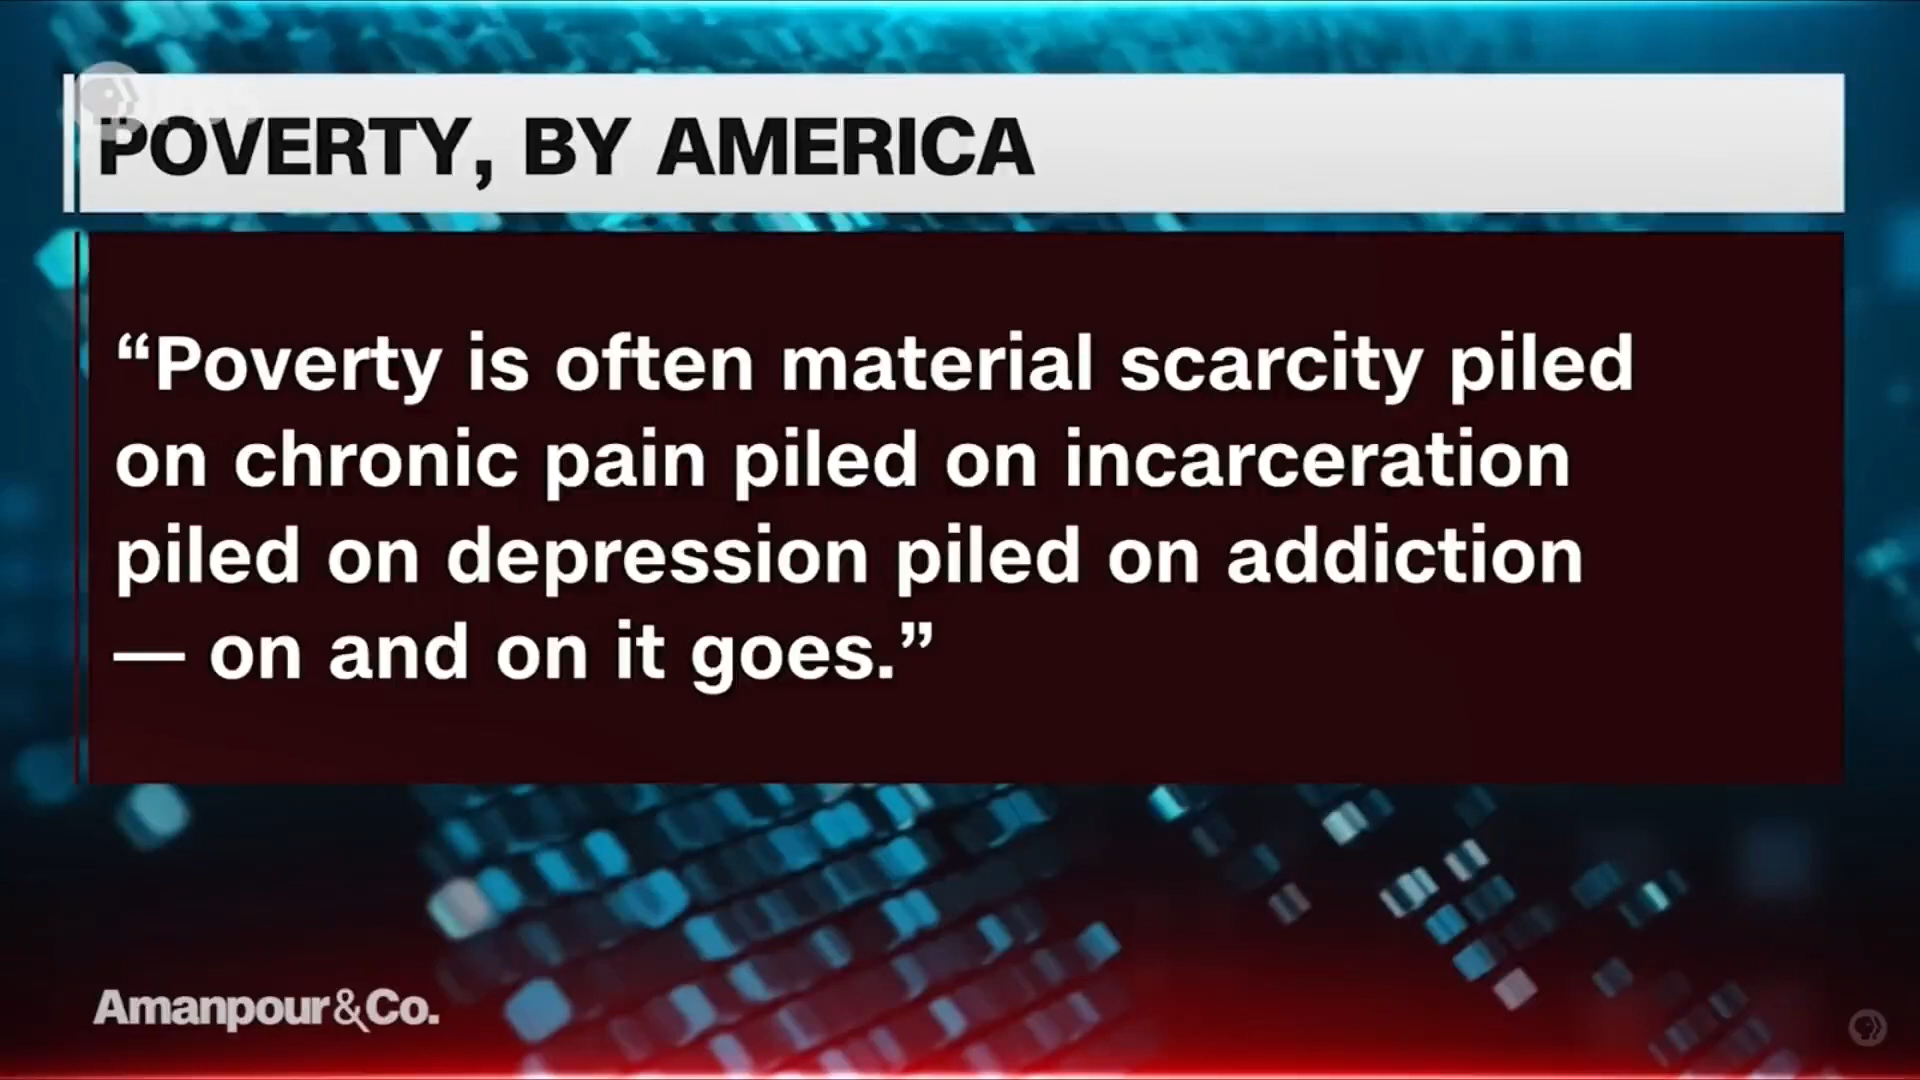 POVERTY, BY AMERICA
“Poverty is often material scarcity piled
on chronic pain piled on incarceration
piled on depression piled on addiction
— on and on it goes.”
Amanpour&Co.